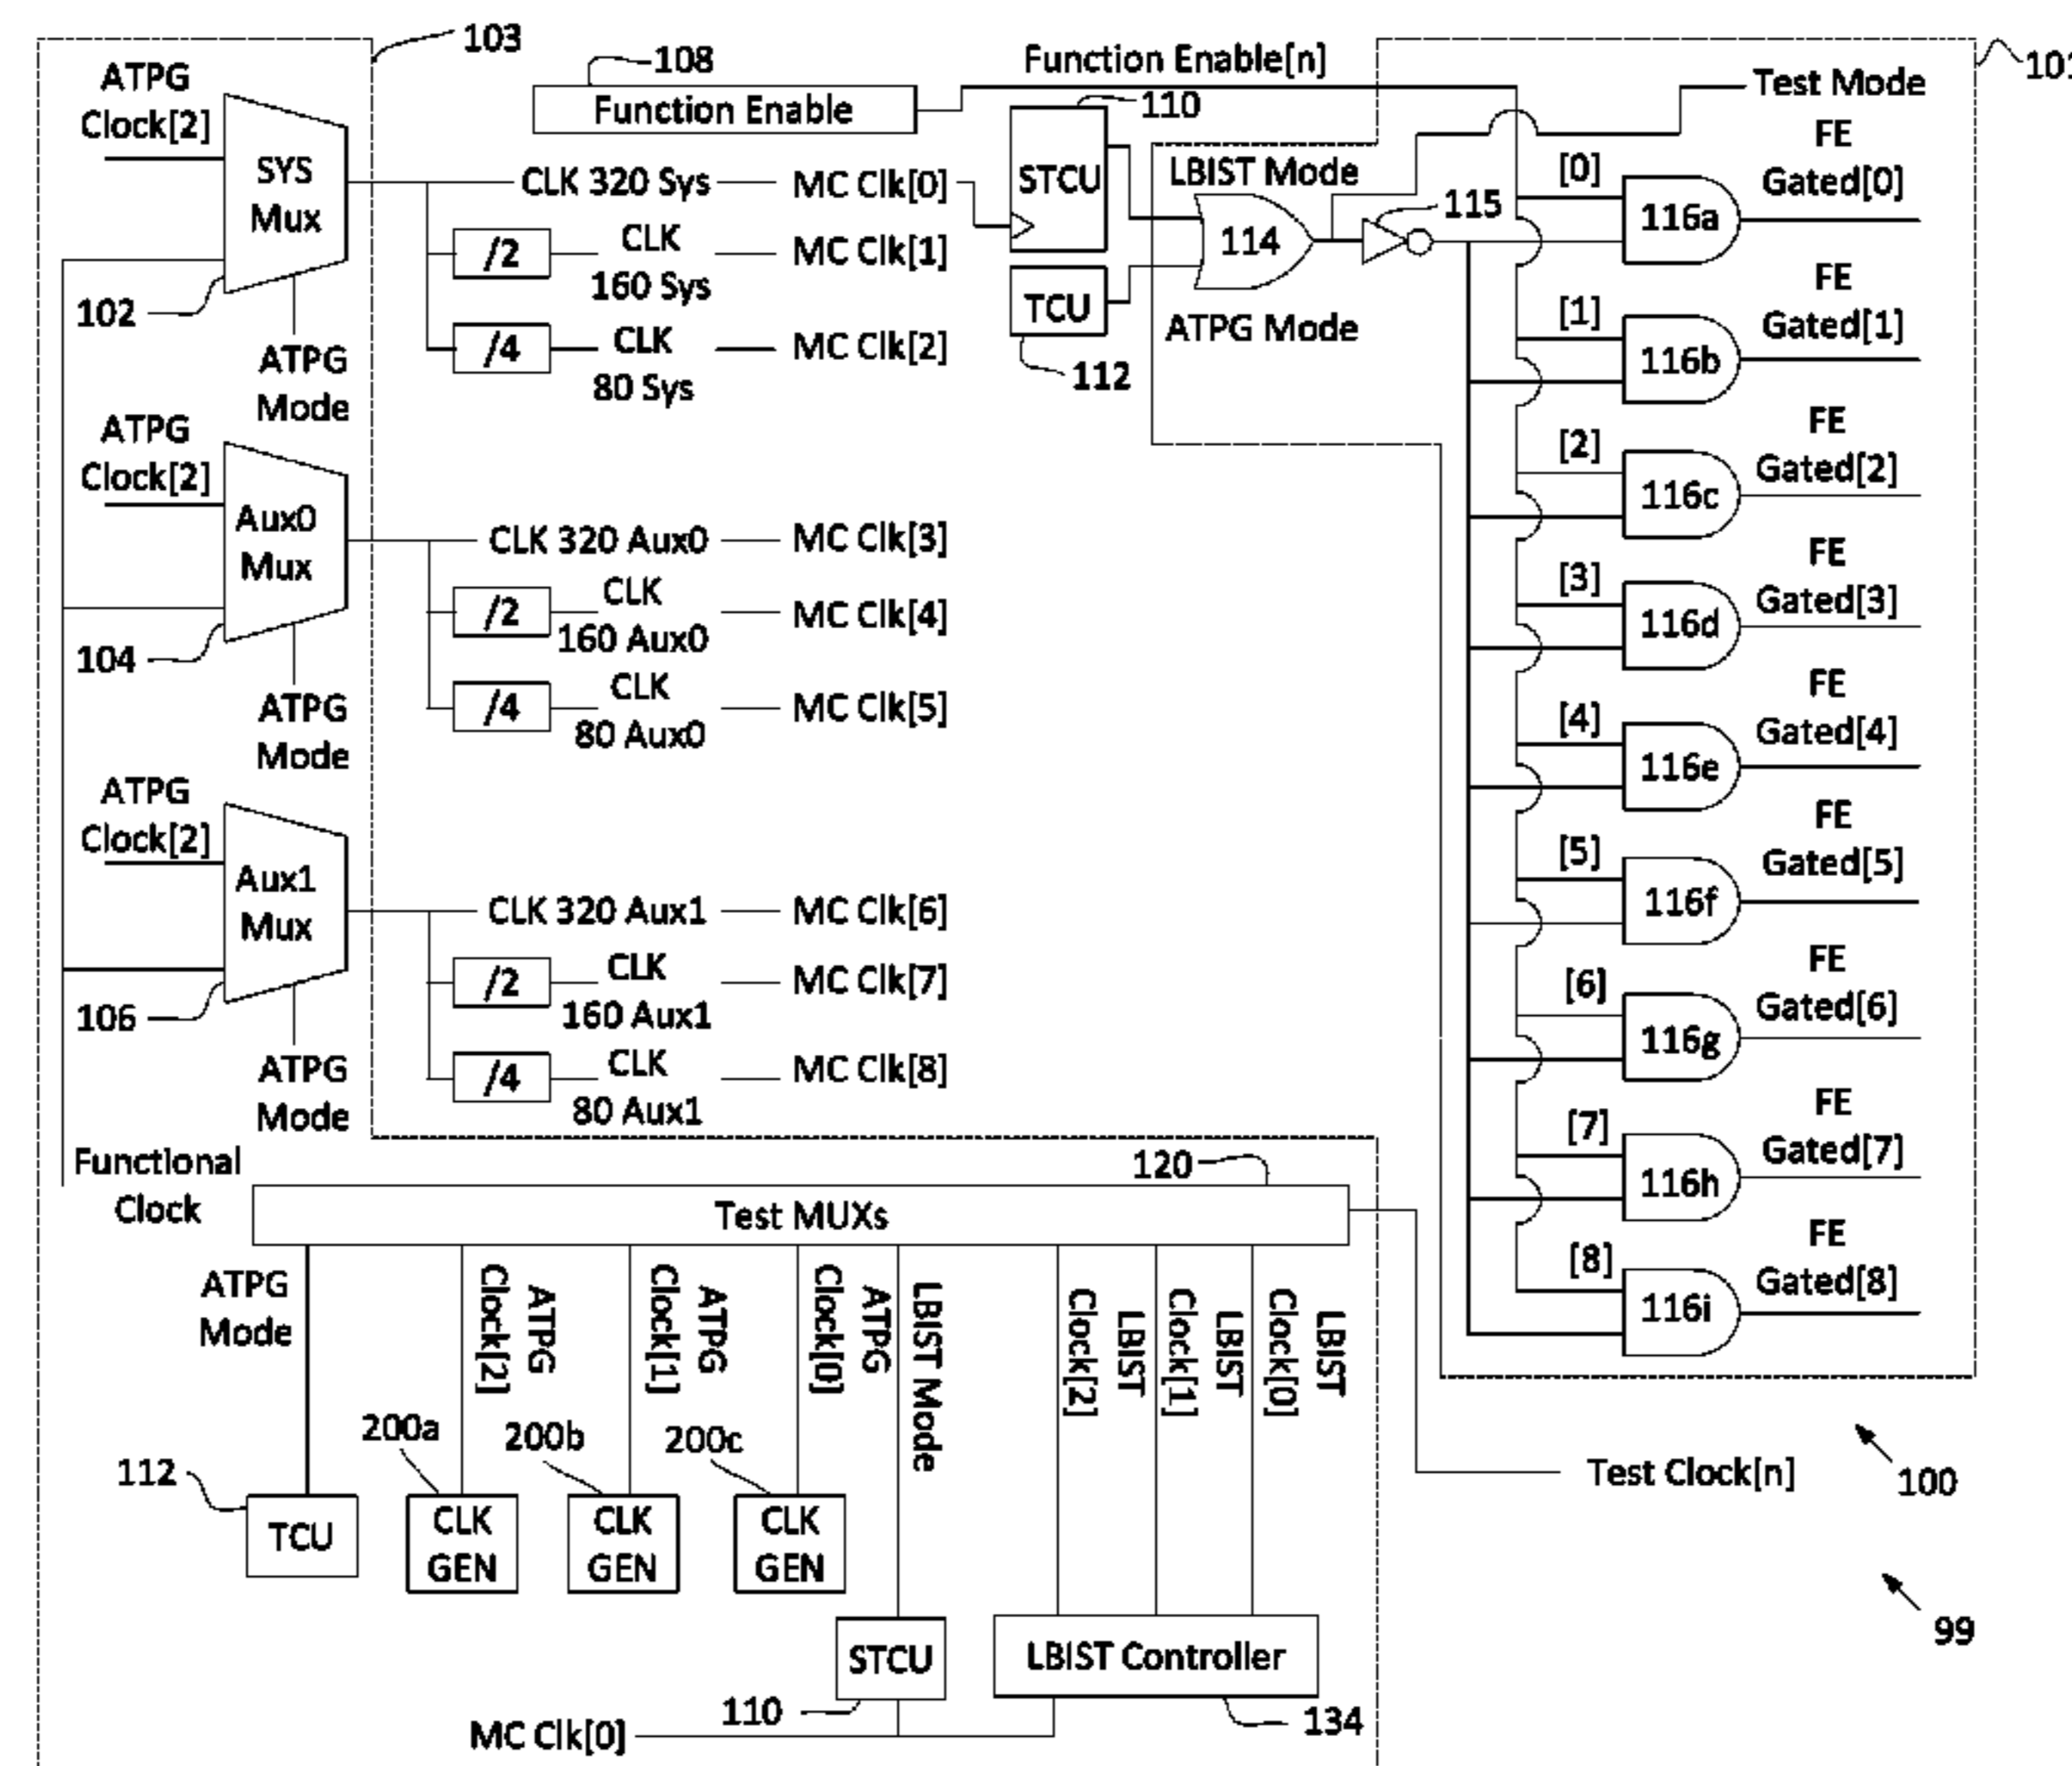 103
ATPG
Clock[2]
SYS
Mux
102
ATPG
Mode
ATPG
Clock[2]
Aux0
Mux
104
ATPG
Mode
ATPG
Clock[2]
Aux1
Mux
106
ATPG
Mode
Functional
Clock
108
Function Enable
Function Enable[n]
CLK 320 Sys
MC Clk[0]
/2
CLK
160 Sys
MC Clk[1]
/4
CLK
80 Sys
MC Clk[2]
CLK 320 Aux0
MC Clk[3]
/2
CLK
160 Aux0
MC Clk[4]
/4
CLK
80 Aux0
MC Clk[5]
CLK 320 Aux1
MC Clk[6]
/2
CLK
160 Aux1
MC Clk[7]
/4
CLK
80 Aux1
MC Clk[8]
110
STCU
TCU
112
LBIST Mode
114
ATPG Mode
115
101
Test Mode
[0]
116a
FE
Gated[0]
[1]
116b
FE
Gated[1]
[2]
116c
FE
Gated[2]
[3]
116d
FE
Gated[3]
[4]
116e
FE
Gated[4]
[5]
116f
FE
Gated[5]
[6]
116g
FE
Gated[6]
[7]
116h
FE
Gated[7]
[8]
116i
FE
Gated[8]
120
Test MUXs
ATPG
Mode
ATPG
Clock[2]
ATPG
Clock[1]
ATPG
Clock[0]
LBIST Mode
LBIST
Clock[2]
LBIST
Clock[1]
LBIST
Clock[0]
112
TCU
200a
CLK
GEN
200b
CLK
GEN
200c
CLK
GEN
STCU
110
LBIST Controller
134
MC Clk[0]
Test Clock[n]
100
99